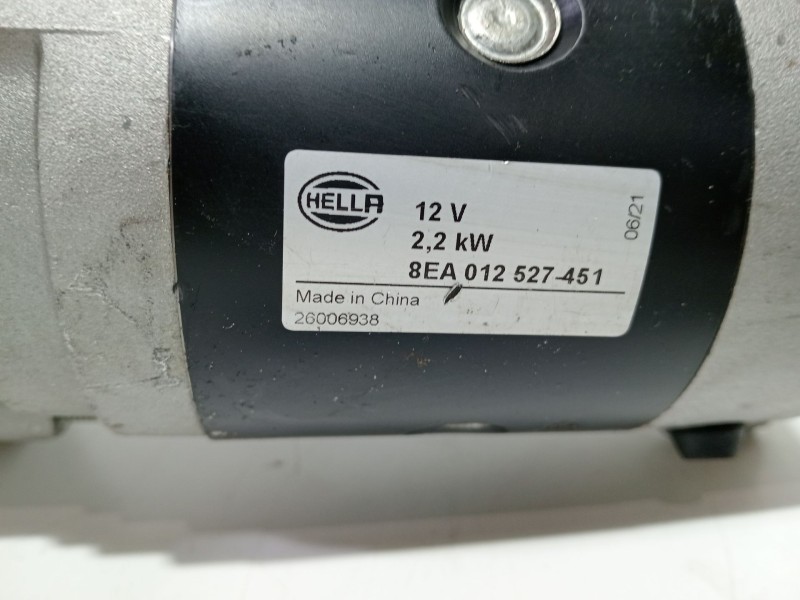 HELLA
12 V
2,2 kW
8EA 012 527-451
Made in China
26006938
06/21